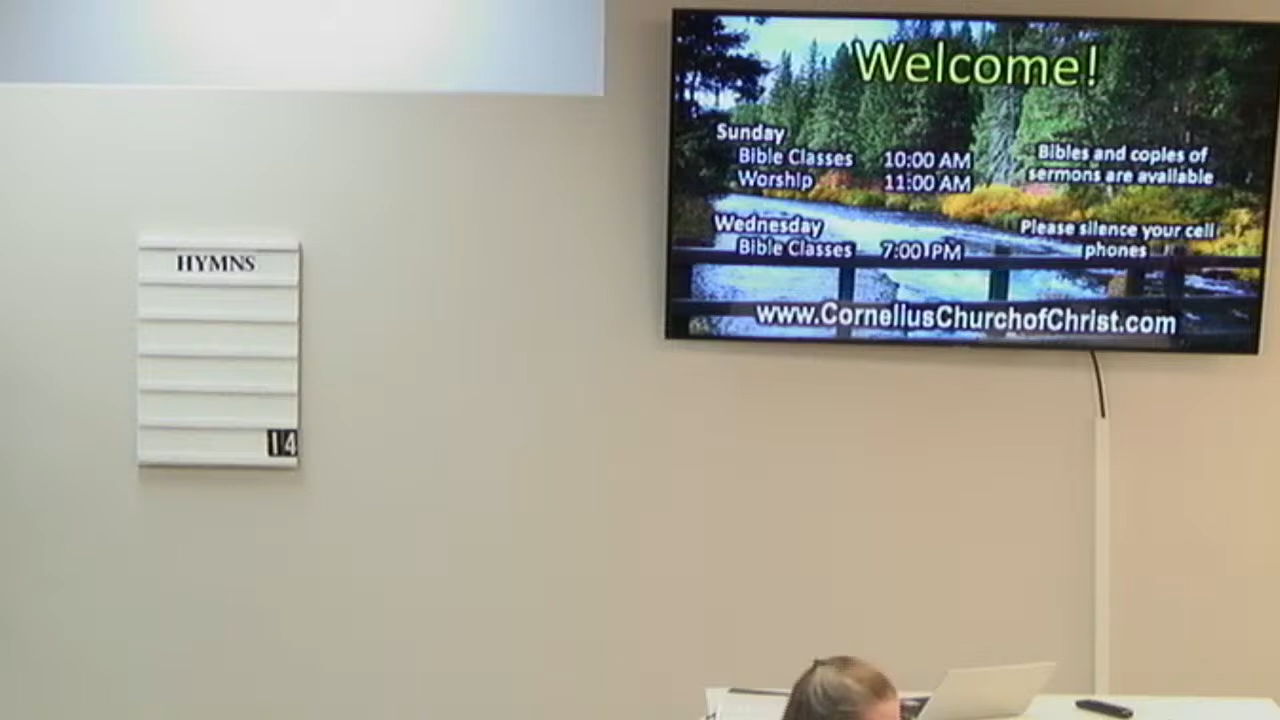 HYMNS
14
Welcome!
Sunday
Bible Classes 10:00 AM
Worship 11:00 AM
Wednesday
Bible Classes 7:00 PM
Bibles and copies of
sermons are available
Please silence your cell
phones
www.CorneliusChurchofChrist.com